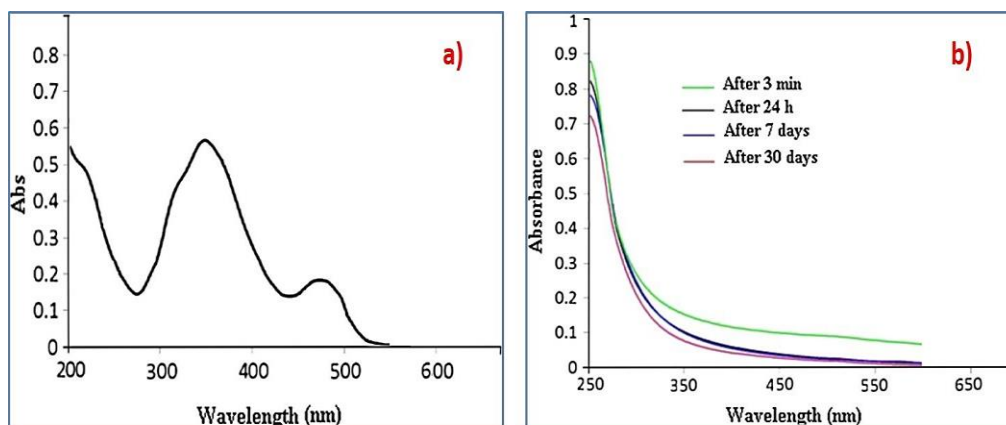 a)
Abs
0.8
0.7
0.6
0.5
0.4
0.3
0.2
0.1
0
200 300 400 500 600
Wavelength (nm)
b)
Absorbance
1
0.9
0.8
0.7
0.6
0.5
0.4
0.3
0.2
0.1
0
After 3 min
After 24 h
After 7 days
After 30 days
250 350 450 550 650
Wavelength (nm)